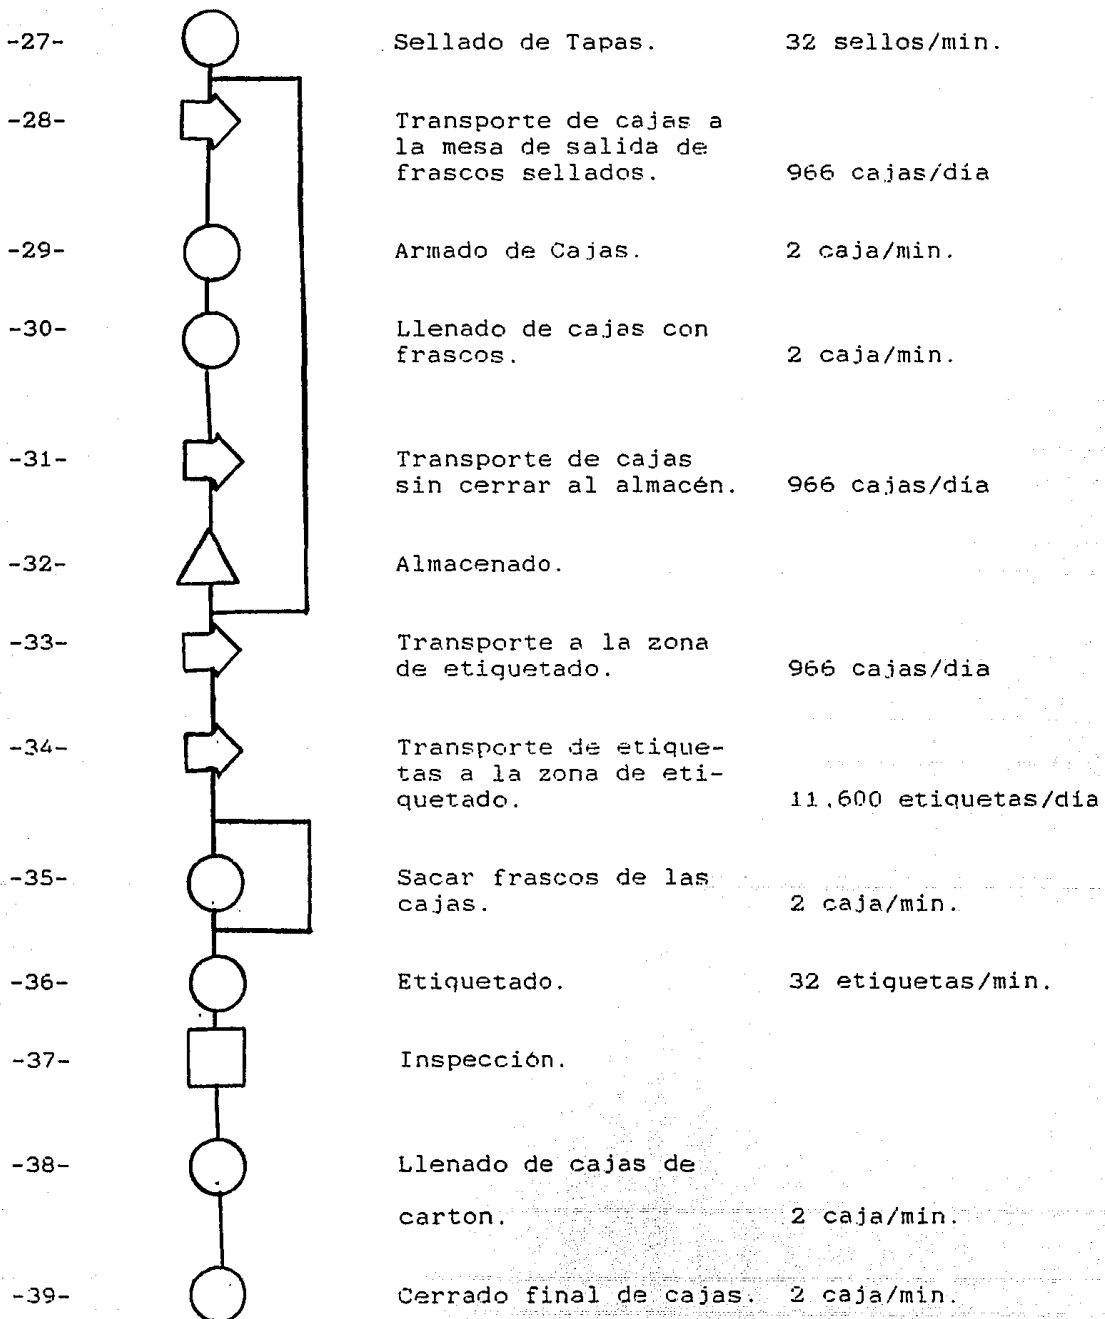 -27- Sellado de Tapas. 32 sellos/min.
-28- Transporte de cajas a
la mesa de salida de
frascos sellados. 966 cajas/día
-29- Armado de Cajas. 2 caja/min.
-30- Llenado de cajas con
frascos. 2 caja/min.
-31- Transporte de cajas
sin cerrar al almacén. 966 cajas/día
-32- Almacenado.
-33- Transporte a la zona
de etiquetado. 966 cajas/dia
-34- Transporte de etique-
tas a la zona de eti-
quetado. 11,600 etiquetas/día
-35- Sacar frascos de las
cajas. 2 caja/min.
-36- Etiquetado. 32 etiquetas/min.
-37- Inspección.
-38- Llenado de cajas de
carton. 2 caja/min.
-39- Cerrado final de cajas. 2 caja/min.